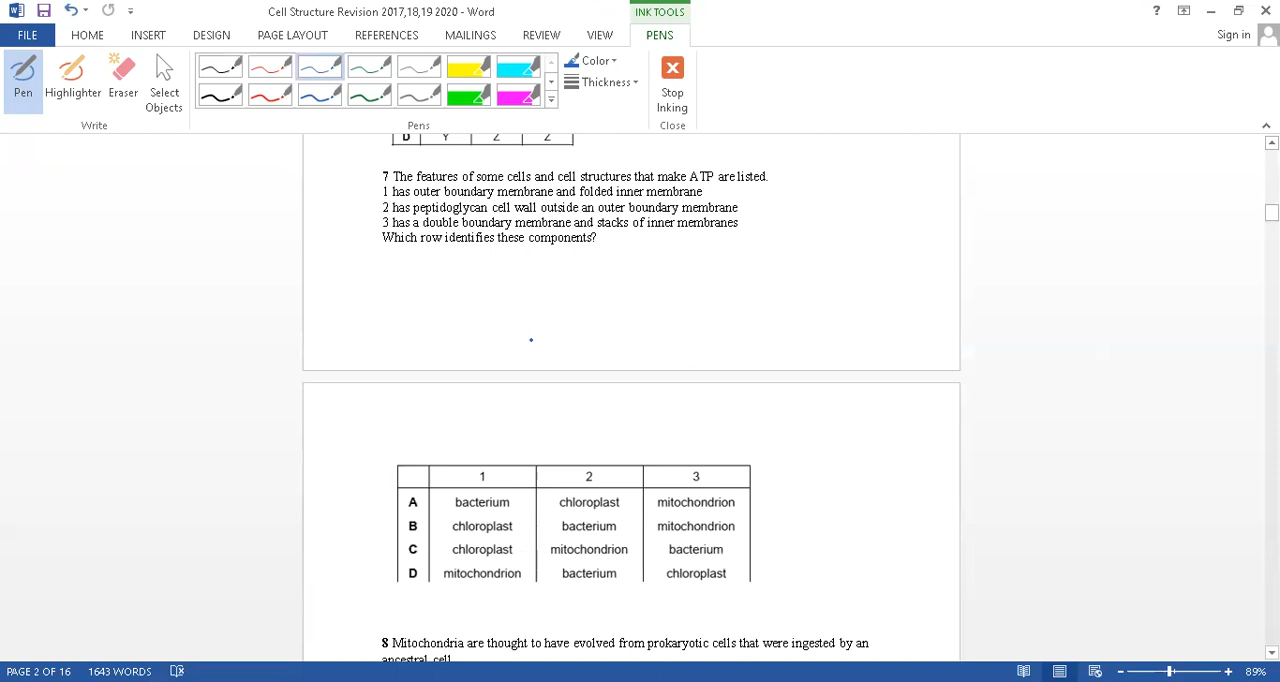 Cell Structure Revision 2017,18,19 2020 - Word
INK TOOLS
?
FILE
HOME
INSERT
DESIGN
PAGE LAYOUT
REFERENCES
MAILINGS
REVIEW
VIEW
PENS
Sign in
Pen
Highlighter
Eraser
Select
Objects
Color
Thickness
Stop
Inking
Write
Pens
Close
D Y Z Z
7 The features of some cells and cell structures that make ATP are listed.
1 has outer boundary membrane and folded inner membrane
2 has peptidoglycan cell wall outside an outer boundary membrane
3 has a double boundary membrane and stacks of inner membranes
Which row identifies these components?
1 2 3
A bacterium chloroplast mitochondrion
B chloroplast bacterium mitochondrion
C chloroplast mitochondrion bacterium
D mitochondrion bacterium chloroplast
8 Mitochondria are thought to have evolved from prokaryotic cells that were ingested by an
ancestral cell
PAGE 2 OF 16
1643 WORDS
89%